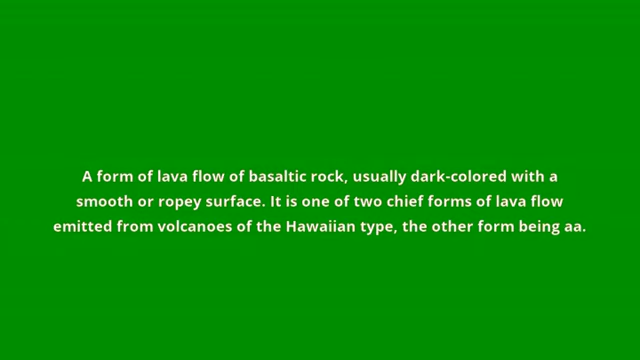 A form of lava flow of basaltic rock, usually dark-colored with a
smooth or ropey surface. It is one of two chief forms of lava flow
emitted from volcanoes of the Hawaiian type, the other form being aa.